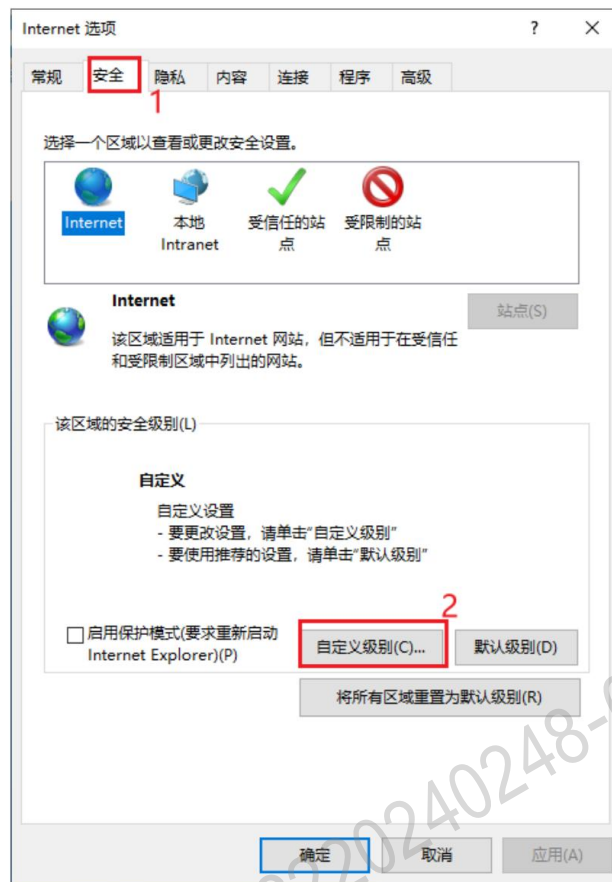 Internet 选项
?
×
常规 安全 隐私 内容 连接 程序 高级
1
选择一个区域以查看或更改安全设置。
Internet
本地
Intranet
受信任的站
点
受限制的站
点
Internet
站点(S)
该区域适用于 Internet 网站，但不适用于在受信任
和受限制区域中列出的网站。
该区域的安全级别(L)
自定义
自定义设置
- 要更改设置，请单击“自定义级别”
- 要使用推荐的设置，请单击“默认级别”
2
启用保护模式(要求重新启动
Internet Explorer)(P)
自定义级别(C)...
默认级别(D)
将所有区域重置为默认级别(R)
确定
取消
应用(A)